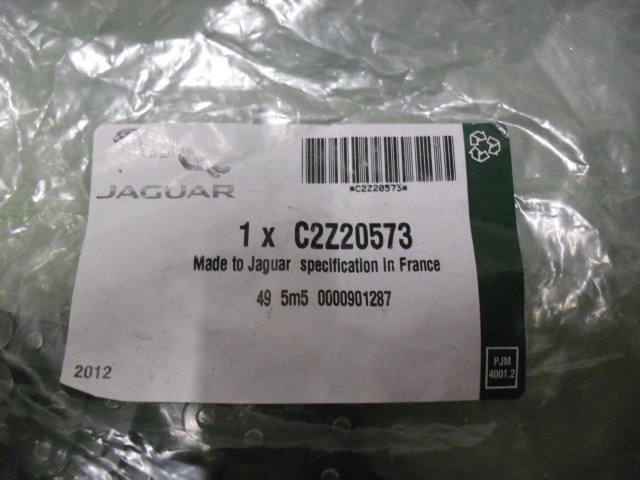 JAGUAR
*C2Z20573*
1 x C2Z20573
Made to Jaguar specification in France
49 5m5 0000901287
2012
PJM
4001.2